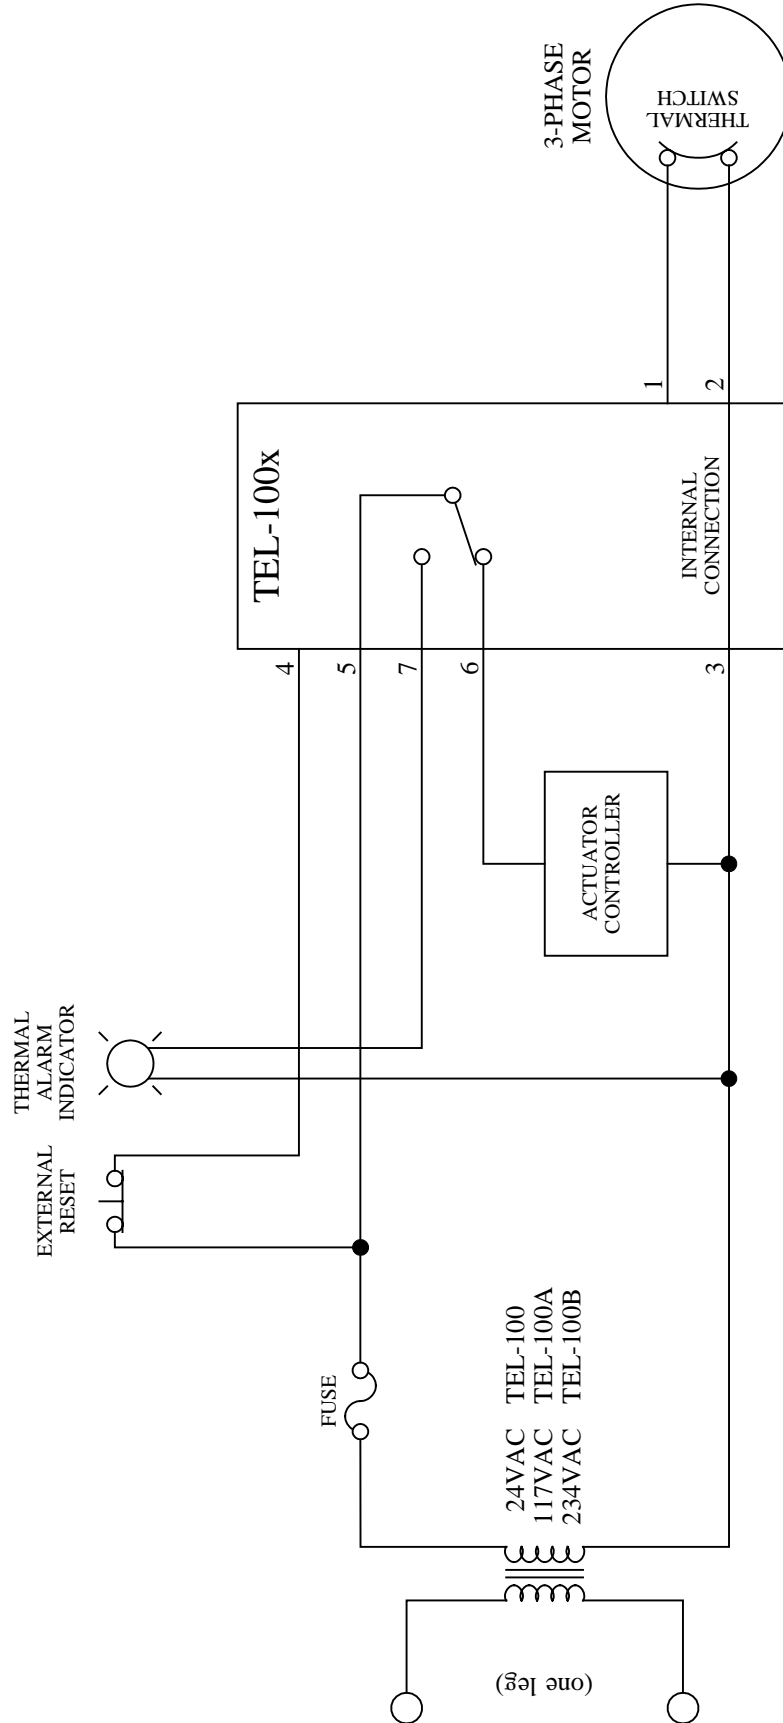 THERMAL
ALARM
INDICATOR
EXTERNAL
RESET
FUSE
24VAC TEL-100
117VAC TEL-100A
234VAC TEL-100B
(one leg)
TEL-100x
4
5
7
6
3
ACTUATOR
CONTROLLER
INTERNAL
CONNECTION
1
2
3-PHASE
MOTOR
THERMAL
SWITCH